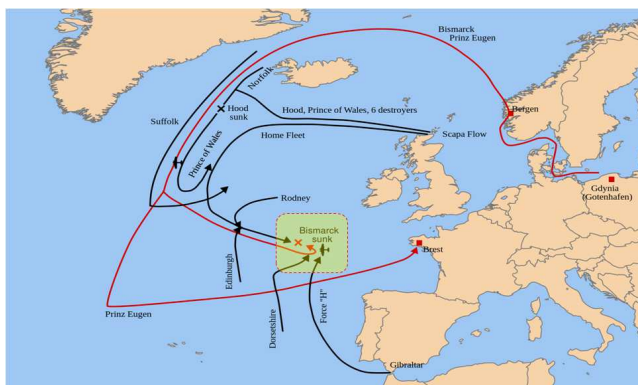 Bismarck
Prinz Eugen
Norfolk
Suffolk
Hood
sunk
Hood, Prince of Wales, 6 destroyers
Bergen
Prince of Wales
Home Fleet
Scapa Flow
Gdynia
(Gotenhafen)
Rodney
Bismarck
sunk
Brest
Edinburgh
Prinz Eugen
Dorsetshire
Force "H"
Gibraltar